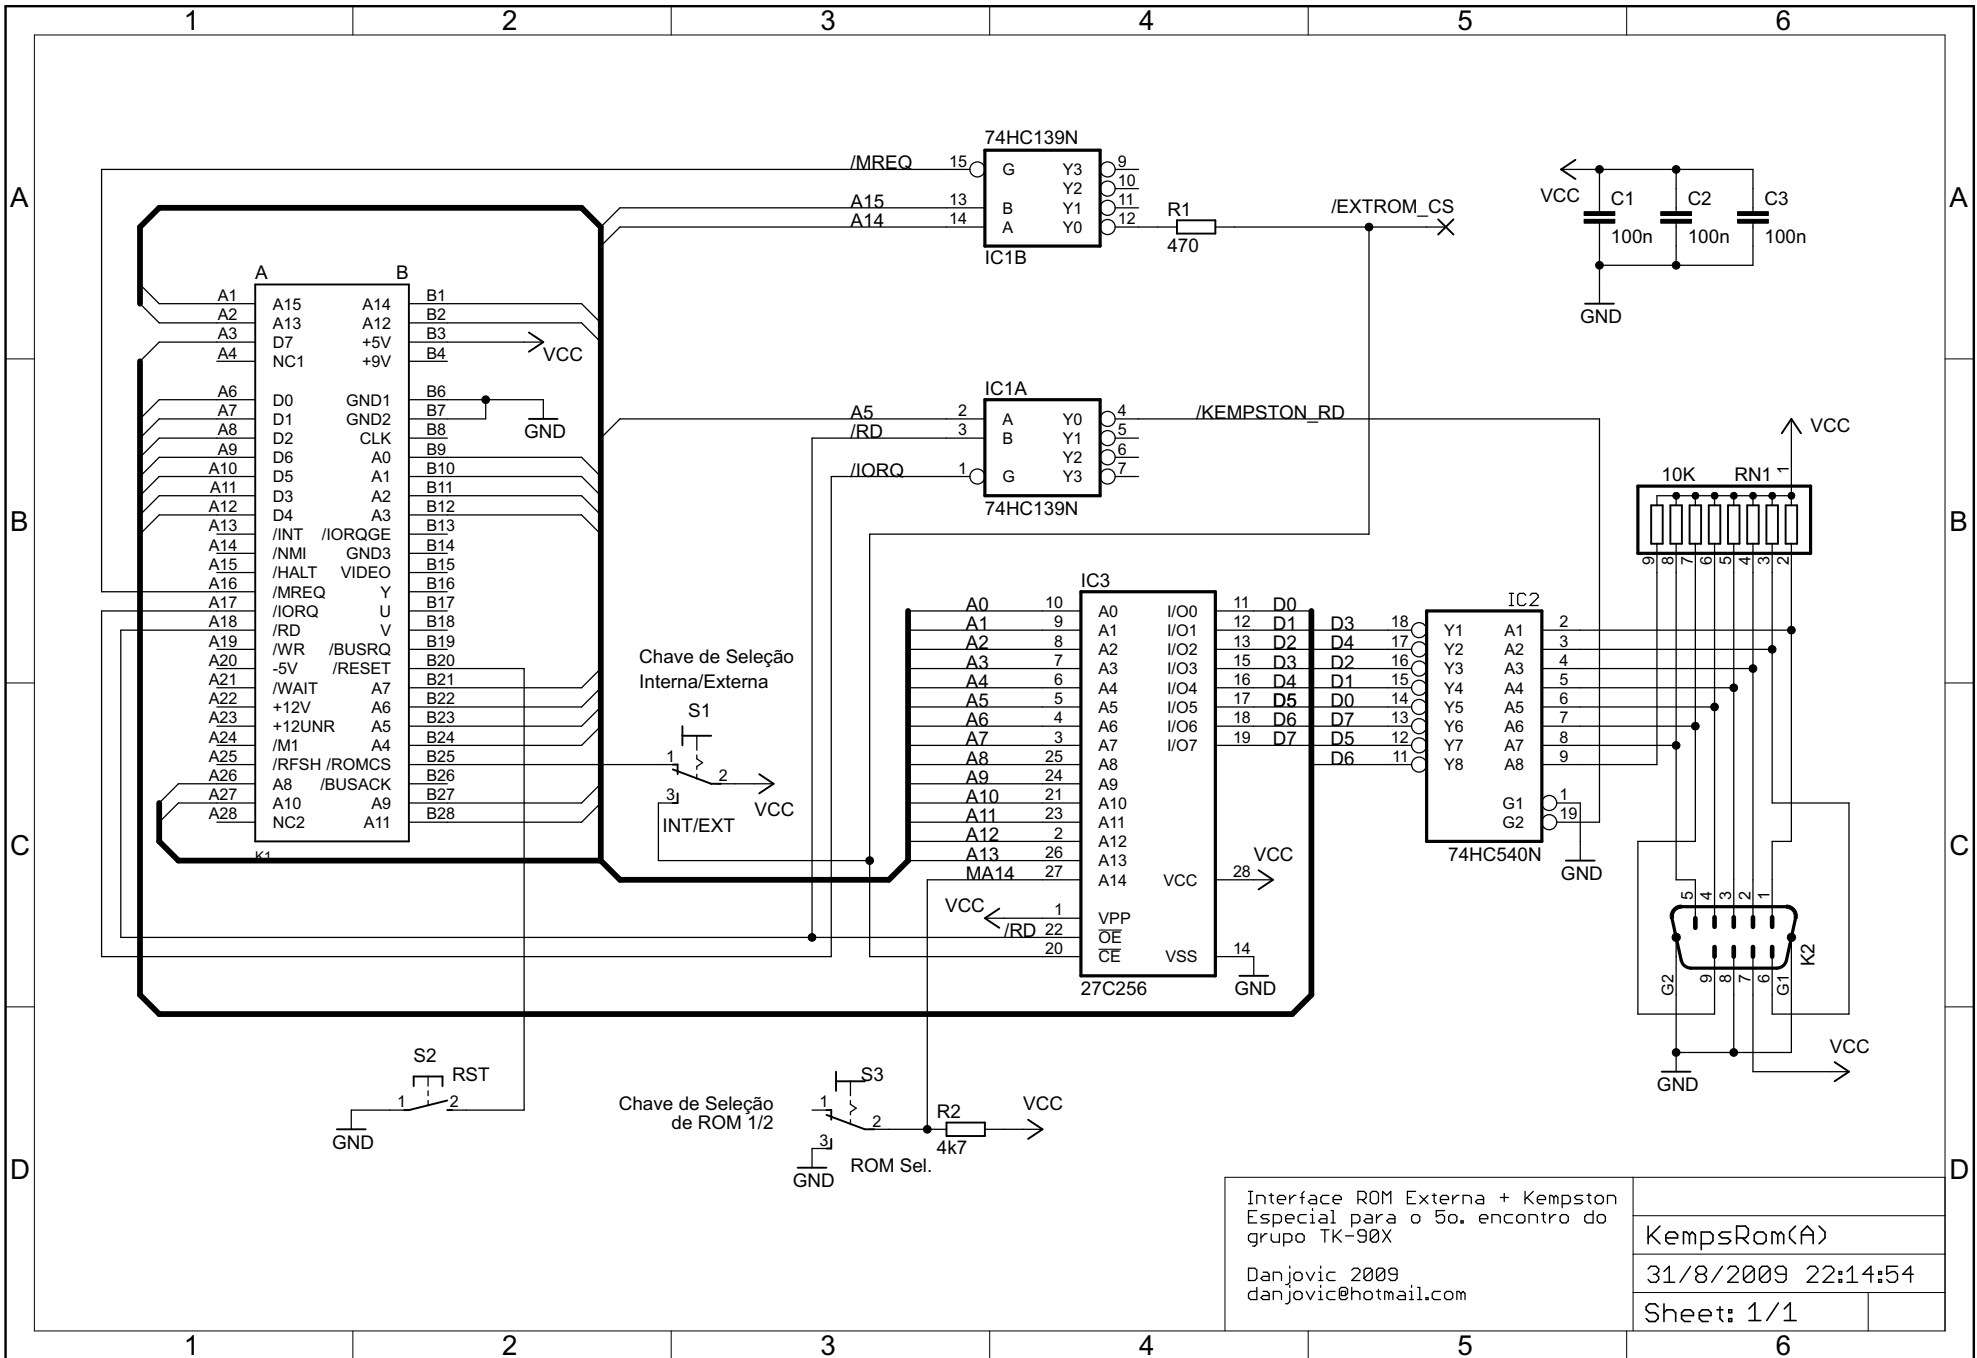 1 2 3 4 5 6
A A
B B
C C
D D
1 2 3 4 5 6
74HC139N
/MREQ 15 G Y3 9
Y2 10
A15 13 B Y1 11
A14 14 A Y0 12
IC1B
R1
470
/EXTROM_CS
VCC C1 C2 C3
100n 100n 100n
GND
A B
A1 A15 A14 B1
A2 A13 A12 B2
A3 D7 +5V B3
A4 NC1 +9V B4
VCC
A6 D0 GND1 B6
A7 D1 GND2 B7
A8 D2 CLK B8
A9 D6 A0 B9
A10 D5 A1 B10
A11 D3 A2 B11
A12 D4 A3 B12
A13 /INT /IORQGE B13
A14 /NMI GND3 B14
A15 /HALT VIDEO B15
A16 /MREQ Y B16
A17 /IORQ U B17
A18 /RD V B18
A19 /WR /BUSRQ B19
A20 -5V /RESET B20
A21 /WAIT A7 B21
A22 +12V A6 B22
A23 +12UNR A5 B23
A24 /M1 A4 B24
A25 /RFSH /ROMCS B25
A26 A8 /BUSACK B26
A27 A10 A9 B27
A28 NC2 A11 B28
K1
GND
IC1A
A5 2 A Y0 4 /KEMPSTON_RD
/RD 3 B Y1 5
Y2 6
/IORQ 1 G Y3 7
74HC139N
Chave de Seleção
Interna/Externa
S1
1 2
3
VCC
INT/EXT
IC3
A0 10 A0 I/O0 11 D0
A1 9 A1 I/O1 12 D1
A2 8 A2 I/O2 13 D2
A3 7 A3 I/O3 15 D3
A4 6 A4 I/O4 16 D4
A5 5 A5 I/O5 17 D5
A6 4 A6 I/O6 18 D6
A7 3 A7 I/O7 19 D7
A8 25 A8
A9 24 A9
A10 21 A10
A11 23 A11
A12 2 A12
A13 26 A13
MA14 27 A14 VCC 28 VCC
VCC 1 VPP
/RD 22 OE
20 CE VSS 14
27C256
GND
IC2
D3 18 Y1 A1 2
D4 17 Y2 A2 3
D2 16 Y3 A3 4
D1 15 Y4 A4 5
D0 14 Y5 A5 6
D7 13 Y6 A6 7
D5 12 Y7 A7 8
D6 11 Y8 A8 9
G1 1
G2 19
74HC540N
GND
VCC
10K RN1 1
9 8 7 6 5 4 3 2
5 4 3 2 1
K2
G2 9 8 7 6 G1
VCC
GND
S2
RST
1 2
GND
Chave de Seleção
de ROM 1/2
S3
1 2
3
GND
ROM Sel.
R2
4k7
VCC
Interface ROM Externa + Kempston
Especial para o 5o. encontro do
grupo TK-90X
Danjovic 2009
danjovic@hotmail.com
KempsRom(A)
31/8/2009 22:14:54
Sheet: 1/1